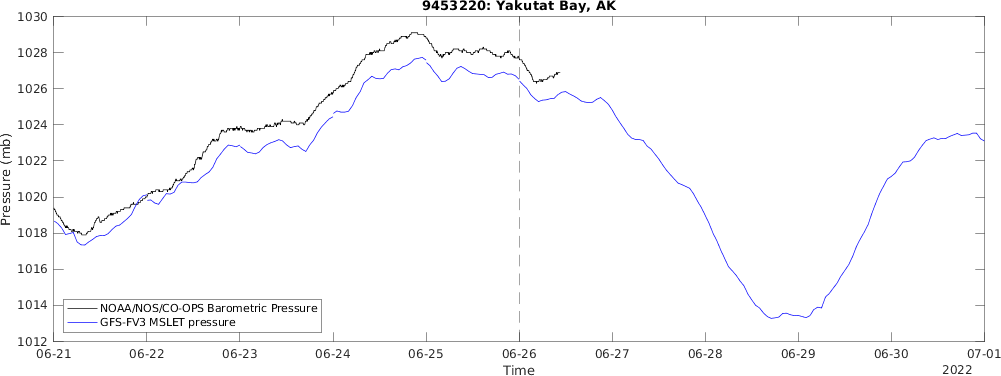 9453220: Yakutat Bay, AK
1030
1028
1026
1024
1022
1020
1018
1016
1014
1012
Pressure (mb)
NOAA/NOS/CO-OPS Barometric Pressure
GFS-FV3 MSLET pressure
06-21 06-22 06-23 06-24 06-25 06-26 06-27 06-28 06-29 06-30 07-01
Time
2022